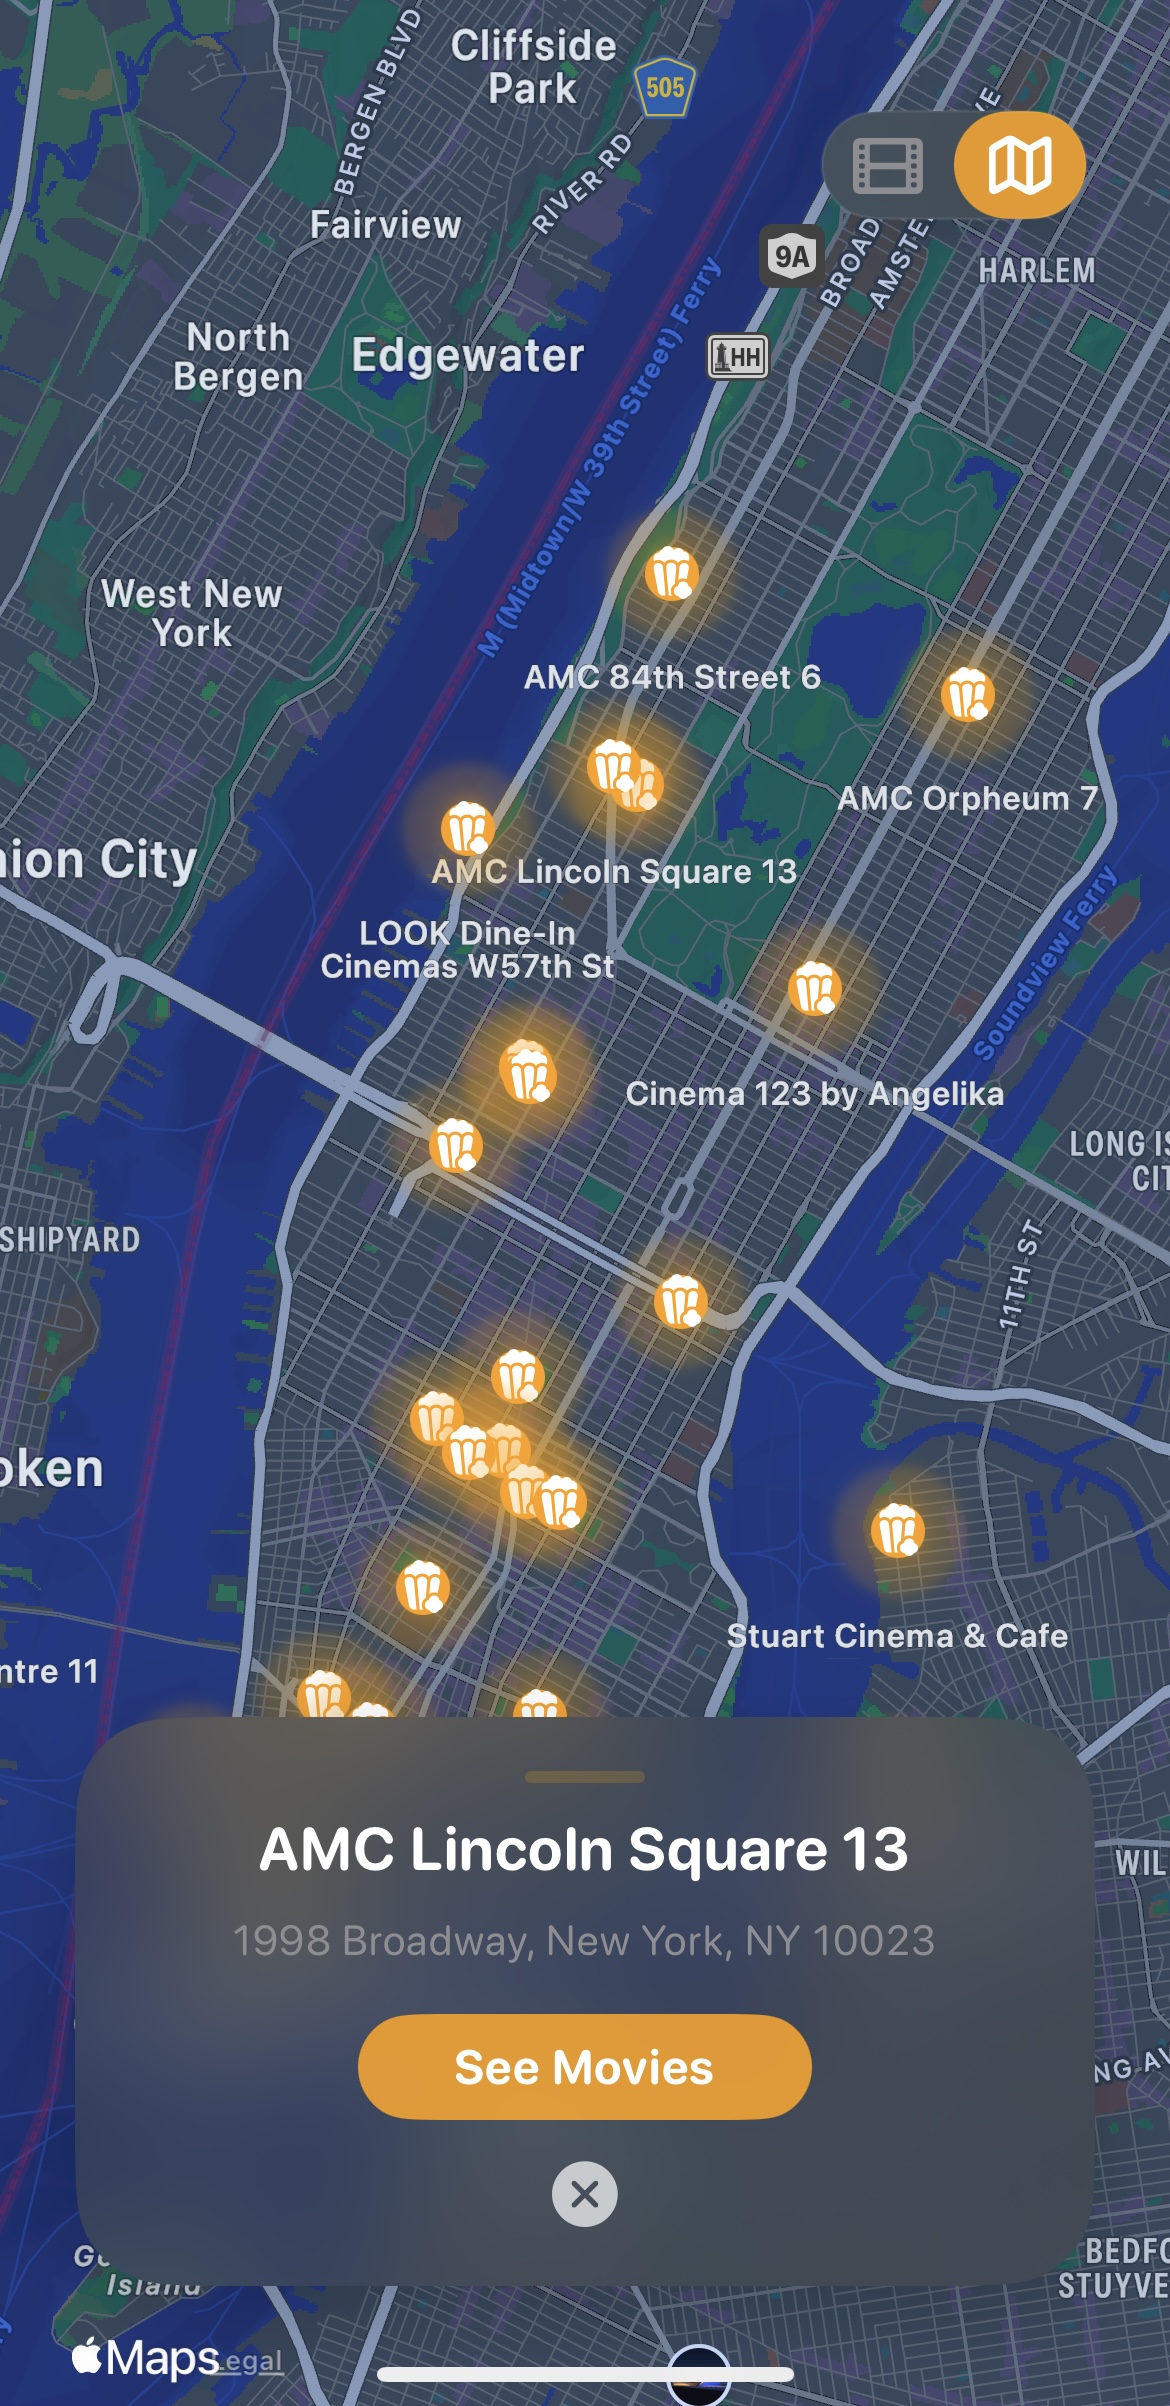 Cliffside
Park
505
BERGEN BLVD
RIVER RD
Fairview
9A
BROAD
AMSTE
HARLEM
HH
North
Bergen
Edgewater
M (Midtown/W 39th Street) Ferry
West New
York
AMC 84th Street 6
AMC Orpheum 7
nion City
AMC Lincoln Square 13
LOOK Dine-In
Cinemas W57th St
Soundview Ferry
Cinema 123 by Angelika
LONG IS
CIT
SHIPYARD
11TH ST
oken
Stuart Cinema & Cafe
ntre 11
AMC Lincoln Square 13
1998 Broadway, New York, NY 10023
See Movies
WIL
NG AV
Island
BEDFO
STUYVE
Maps
Legal